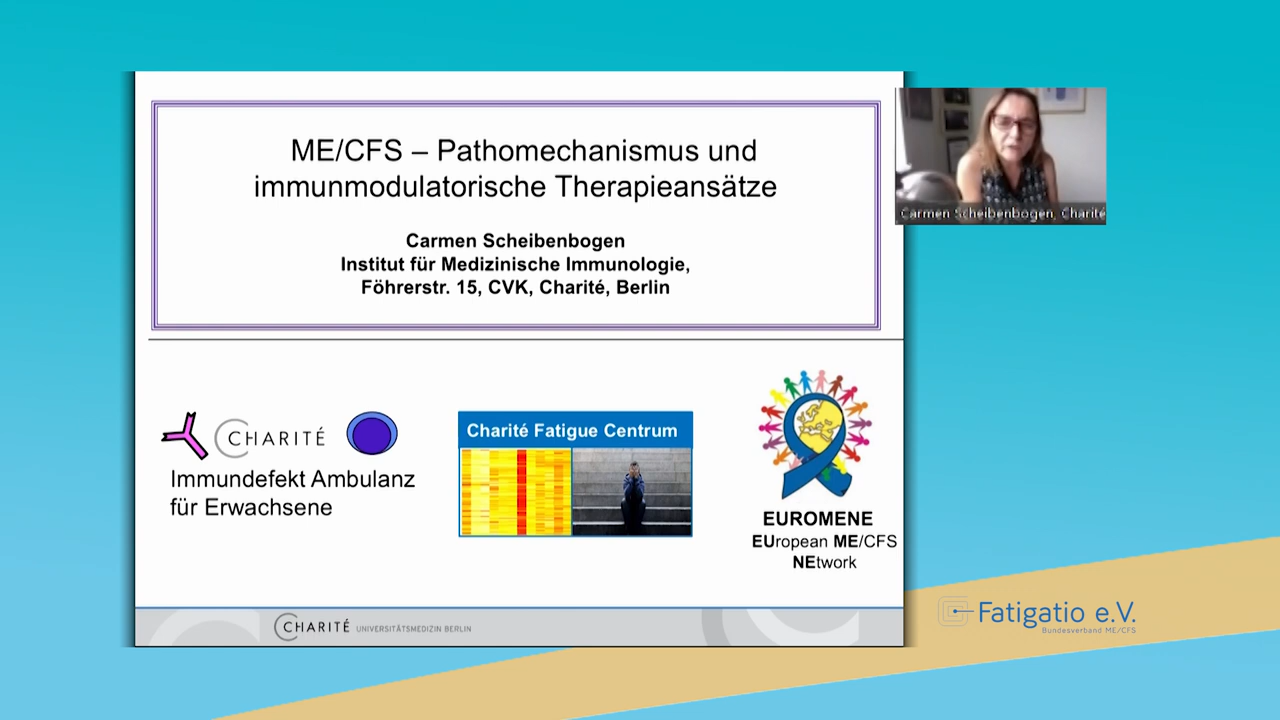 ME/CFS – Pathomechanismus und
immunmodulatorische Therapieansätze
Carmen Scheibenbogen
Institut für Medizinische Immunologie,
Föhrerstr. 15, CVK, Charité, Berlin
Carmen Scheibenbogen, Charité
CHARITÉ
Immundefekt Ambulanz
für Erwachsene
Charité Fatigue Centrum
EUROMENE
EUropean ME/CFS
NEtwork
CHARITÉ UNIVERSITÄTSMEDIZIN BERLIN
Fatigatio e.V.
Bundesverband ME/CFS